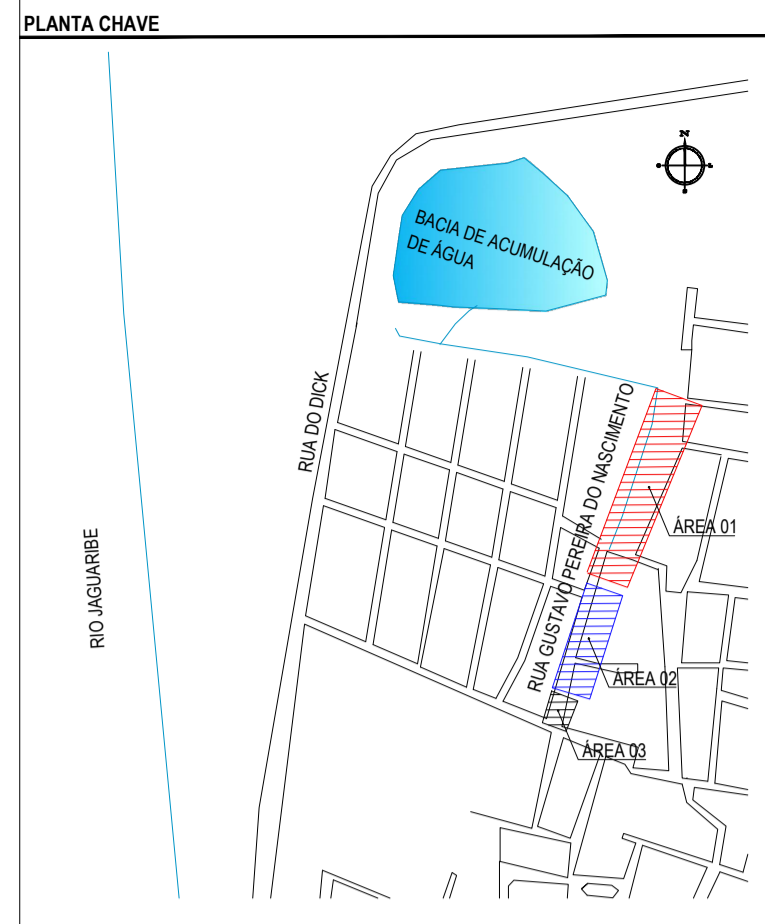 PLANTA CHAVE
N
BACIA DE ACUMULAÇÃO
DE ÁGUA
RUA DO DICK
RUA GUSTAVO PEREIRA DO NASCIMENTO
ÁREA 01
RIO JAGUARIBE
ÁREA 02
ÁREA 03